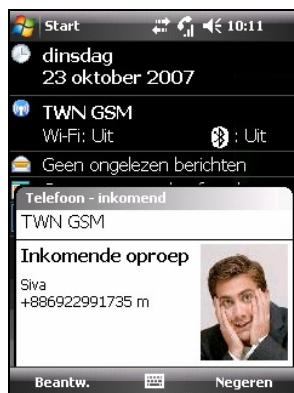 Start 10:11
dinsdag
23 oktober 2007
TWN GSM
Wi-Fi: Uit : Uit
Geen ongelezen berichten
Telefoon - inkomend
TWN GSM
Inkomende oproep
Siva
+886922991735 m
Beantw. Negeren